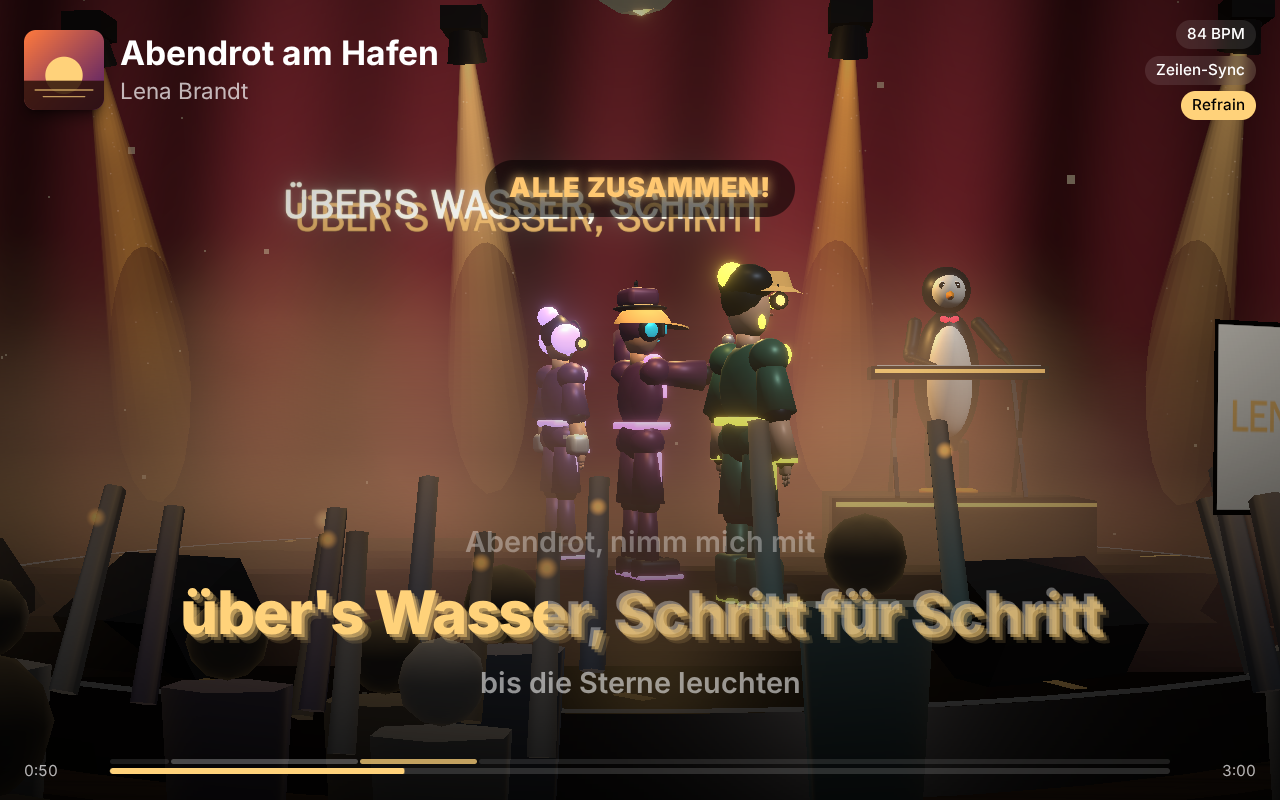 Abendrot am Hafen
Lena Brandt
84 BPM
Zeilen-Sync
Refrain
ALLE ZUSAMMEN!
ÜBER'S WASSER, SCHRITT
LEN
Abendrot, nimm mich mit
über's Wasser, Schritt für Schritt
bis die Sterne leuchten
0:50
3:00